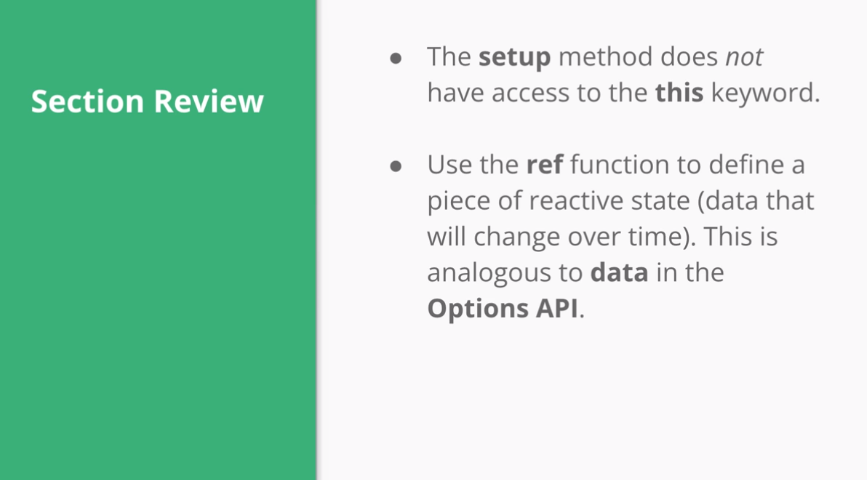 Section Review
● The setup method does not
have access to the this keyword.
● Use the ref function to define a
piece of reactive state (data that
will change over time). This is
analogous to data in the
Options API.